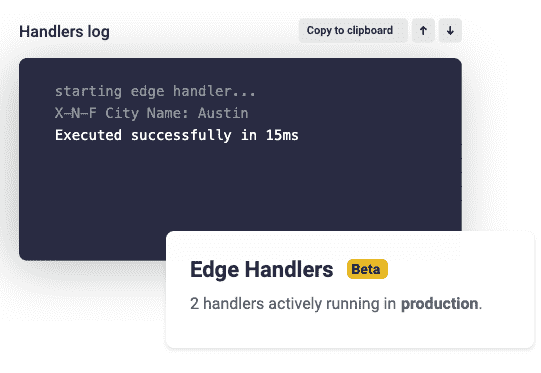 Handlers log
Copy to clipboard ↑ ↓
starting edge handler...
X-N-F City Name: Austin
Executed successfully in 15ms
Edge Handlers Beta
2 handlers actively running in production.